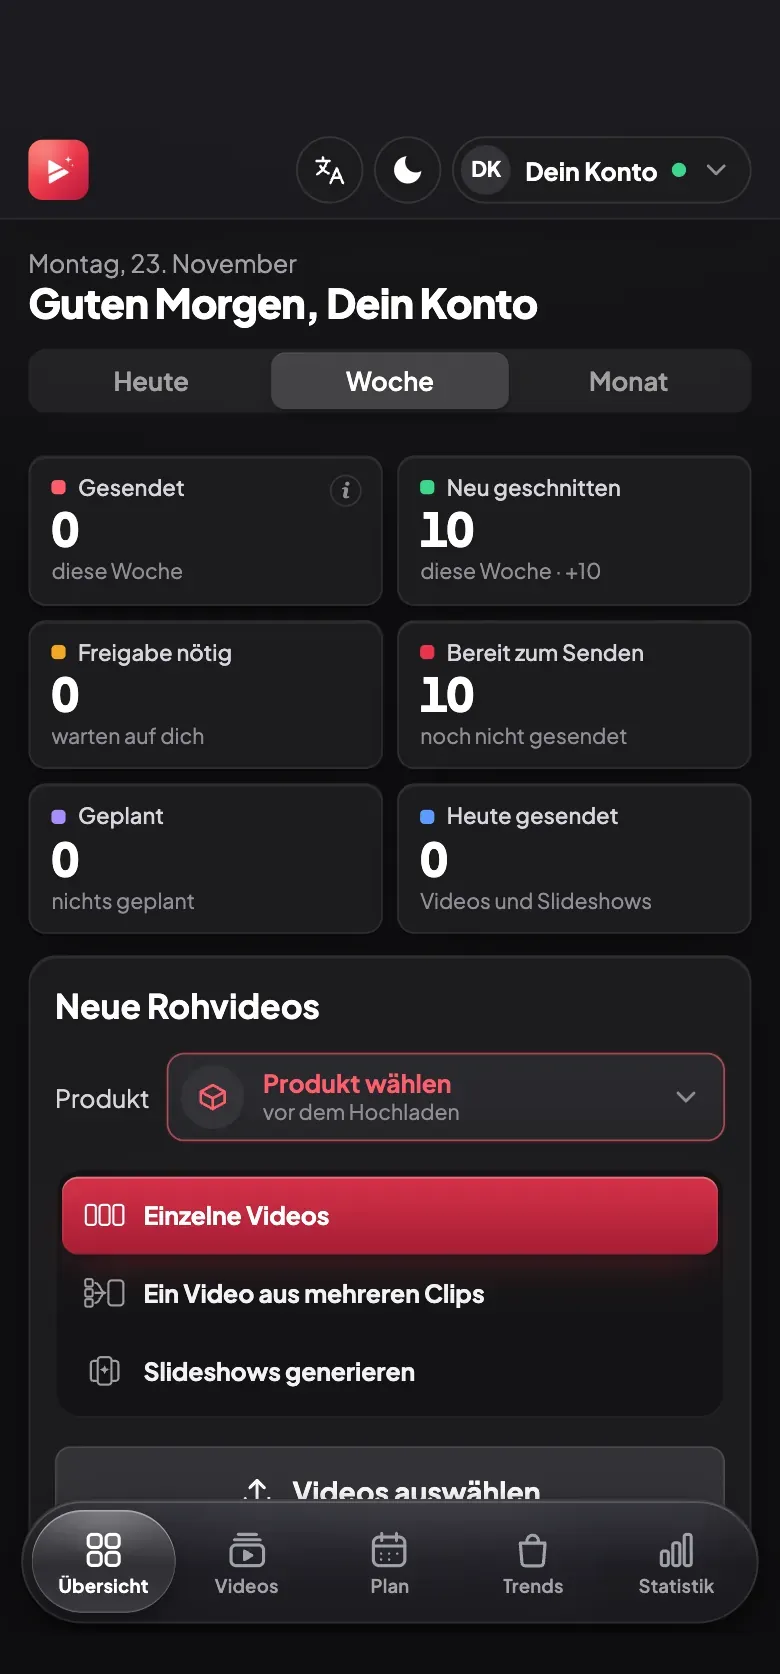 DK Dein Konto
Montag, 23. November
Guten Morgen, Dein Konto
Heute Woche Monat
Gesendet
0
diese Woche
Neu geschnitten
10
diese Woche · +10
Freigabe nötig
0
warten auf dich
Bereit zum Senden
10
noch nicht gesendet
Geplant
0
nichts geplant
Heute gesendet
0
Videos und Slideshows
Neue Rohvideos
Produkt
Produkt wählen
vor dem Hochladen
Einzelne Videos
Ein Video aus mehreren Clips
Slideshows generieren
Videos auswählen
Übersicht Videos Plan Trends Statistik